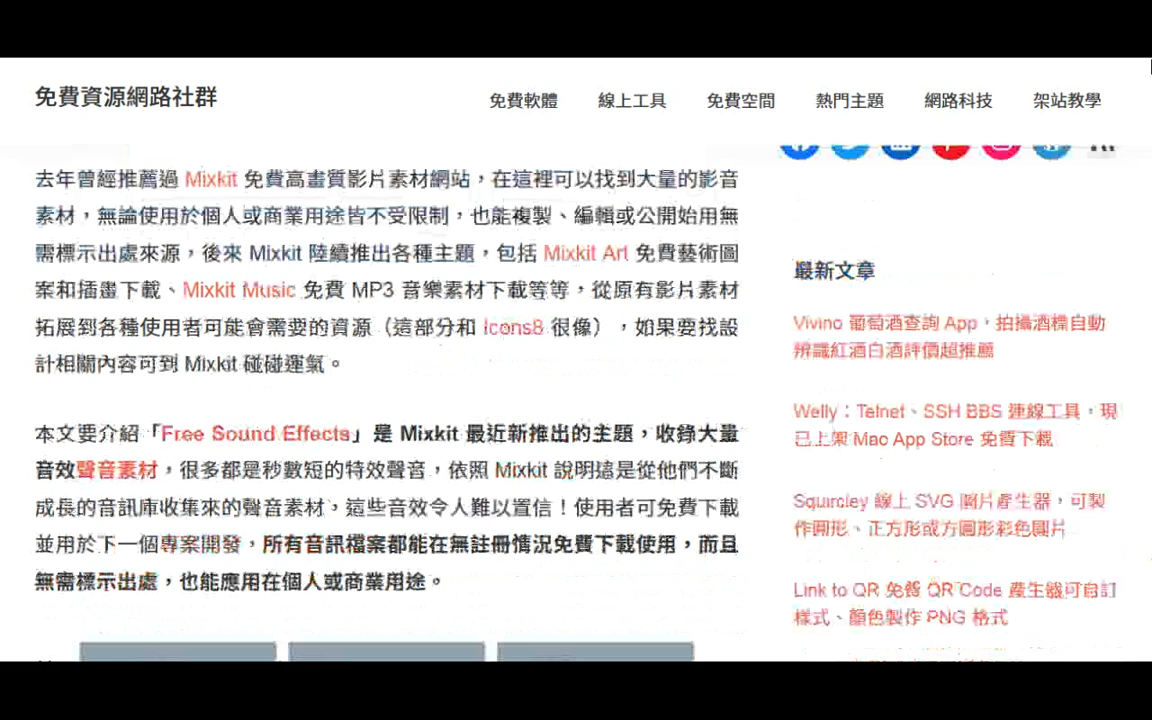 免費資源網路社群
免費軟體 線上工具 免費空間 熱門主題 網路科技 架站教學
去年曾經推薦過 Mixkit 免費高畫質影片素材網站，在這裡可以找到大量的影音
素材，無論使用於個人或商業用途皆不受限制，也能複製、編輯或公開始用無
需標示出處來源，後來 Mixkit 陸續推出各種主題，包括 Mixkit Art 免費藝術圖
案和插畫下載、Mixkit Music 免費 MP3 音樂素材下載等等，從原有影片素材
拓展到各種使用者可能會需要的資源（這部分和 Icons8 很像），如果要找設
計相關內容可到 Mixkit 碰碰運氣。
本文要介紹「Free Sound Effects」是 Mixkit 最近新推出的主題，收錄大量
音效聲音素材，很多都是秒數短的特效聲音，依照 Mixkit 說明這是從他們不斷
成長的音訊庫收集來的聲音素材，這些音效令人難以置信！使用者可免費下載
並用於下一個專案開發，所有音訊檔案都能在無註冊情況免費下載使用，而且
無需標示出處，也能應用在個人或商業用途。
最新文章
Vivino 葡萄酒查詢 App，拍攝酒標自動
辨識紅酒白酒評價超推薦
Welly：Telnet、SSH BBS 連線工具，現
已上架 Mac App Store 免費下載
Squircley 線上 SVG 圖片產生器，可製
作圓形、正方形或方圓形彩色圖片
Link to QR 免費 QR Code 產生器可自訂
樣式、顏色製作 PNG 格式